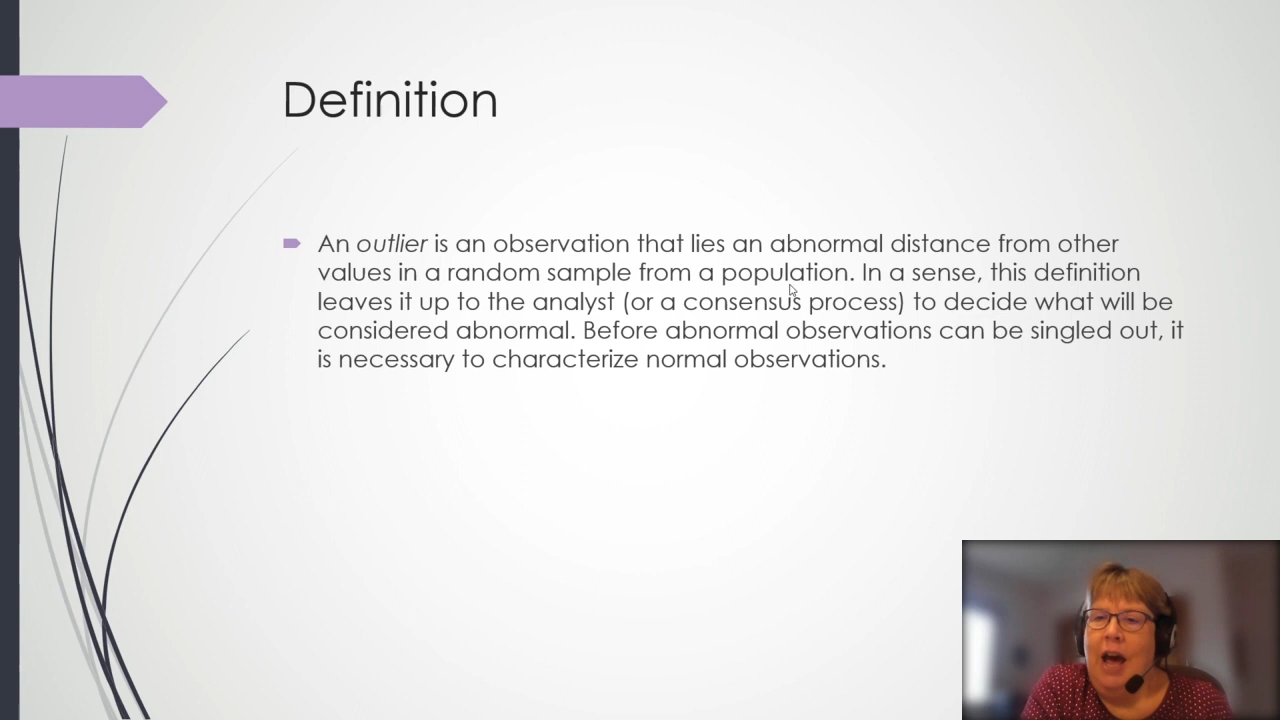 Definition
An outlier is an observation that lies an abnormal distance from other
values in a random sample from a population. In a sense, this definition
leaves it up to the analyst (or a consensus process) to decide what will be
considered abnormal. Before abnormal observations can be singled out, it
is necessary to characterize normal observations.